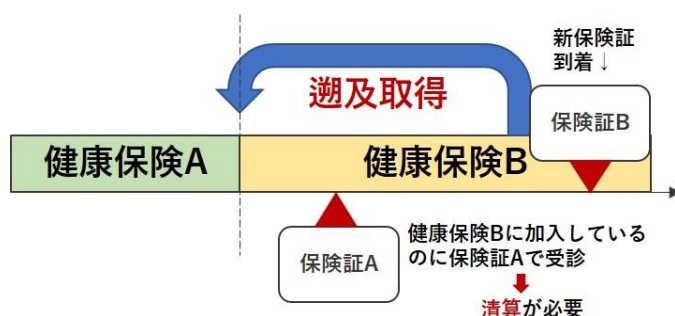 新保険証
到着↓
遡及取得
保険証B
健康保険A
健康保険B
保険証A
健康保険Bに加入している
のに保険証Aで受診
清算が必要